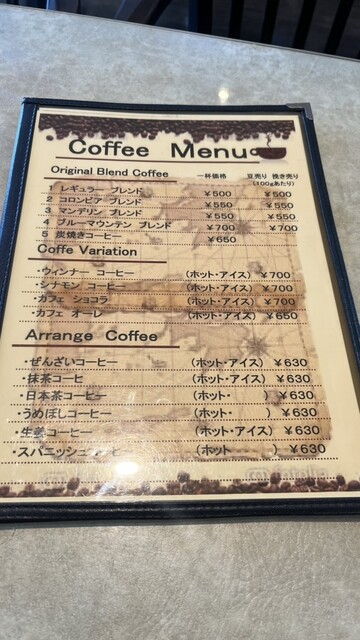 Coffee Menu
Original Blend Coffee 一杯価格 豆売り 挽き売り
(100gあたり)
1 レギュラー ブレンド ￥500 ￥500
2 コロンビア ブレンド ￥550 ￥550
3 マンデリン ブレンド ￥550 ￥550
4 ブルーマウンテン ブレンド ￥700 ￥700
5 炭焼きコーヒー ￥650
Coffe Variation
・ウィンナー コーヒー (ホット・アイス) ￥700
・シナモン コーヒー (ホット・アイス) ￥700
・カフェ ショコラ (ホット・アイス) ￥700
・カフェ オーレ (ホット・アイス) ￥650
Arrange Coffee
・ぜんざいコーヒー (ホット・アイス) ￥630
・抹茶コーヒ (ホット・アイス) ￥630
・日本茶コーヒー (ホット・ ) ￥630
・うめぼしコーヒー (ホット・ ) ￥630
・生姜コーヒー (ホット・アイス) ￥630
・スパニッシュ (ホット ) ￥630